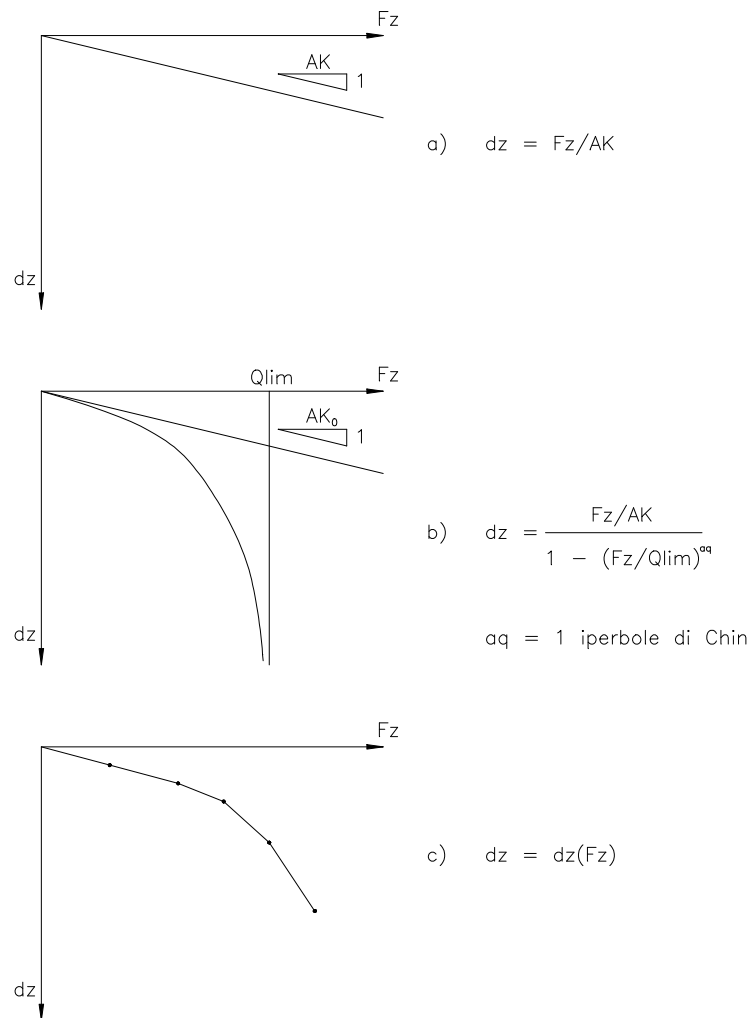 Fz
AK
1
a) dz = Fz/AK
dz
Qlim
Fz
AK₀
1
b) dz = Fz/AK
1 - (Fz/Qlim)^aq
dz
aq = 1 iperbole di Chin
Fz
c) dz = dz(Fz)
dz